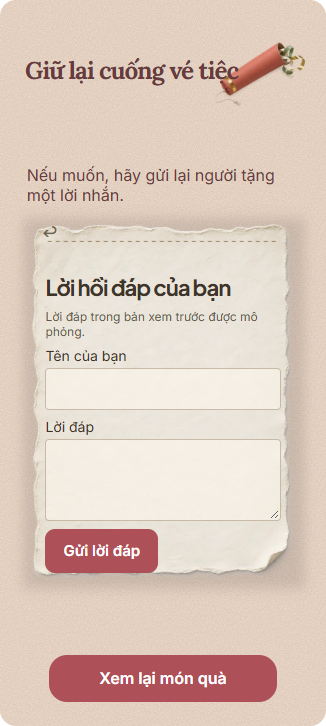 Giữ lại cuống vé tiệc
Nếu muốn, hãy gửi lại người tặng
một lời nhắn.
Lời hồi đáp của bạn
Lời đáp trong bản xem trước được mô
phỏng.
Tên của bạn
Lời đáp
Gửi lời đáp
Xem lại món quà